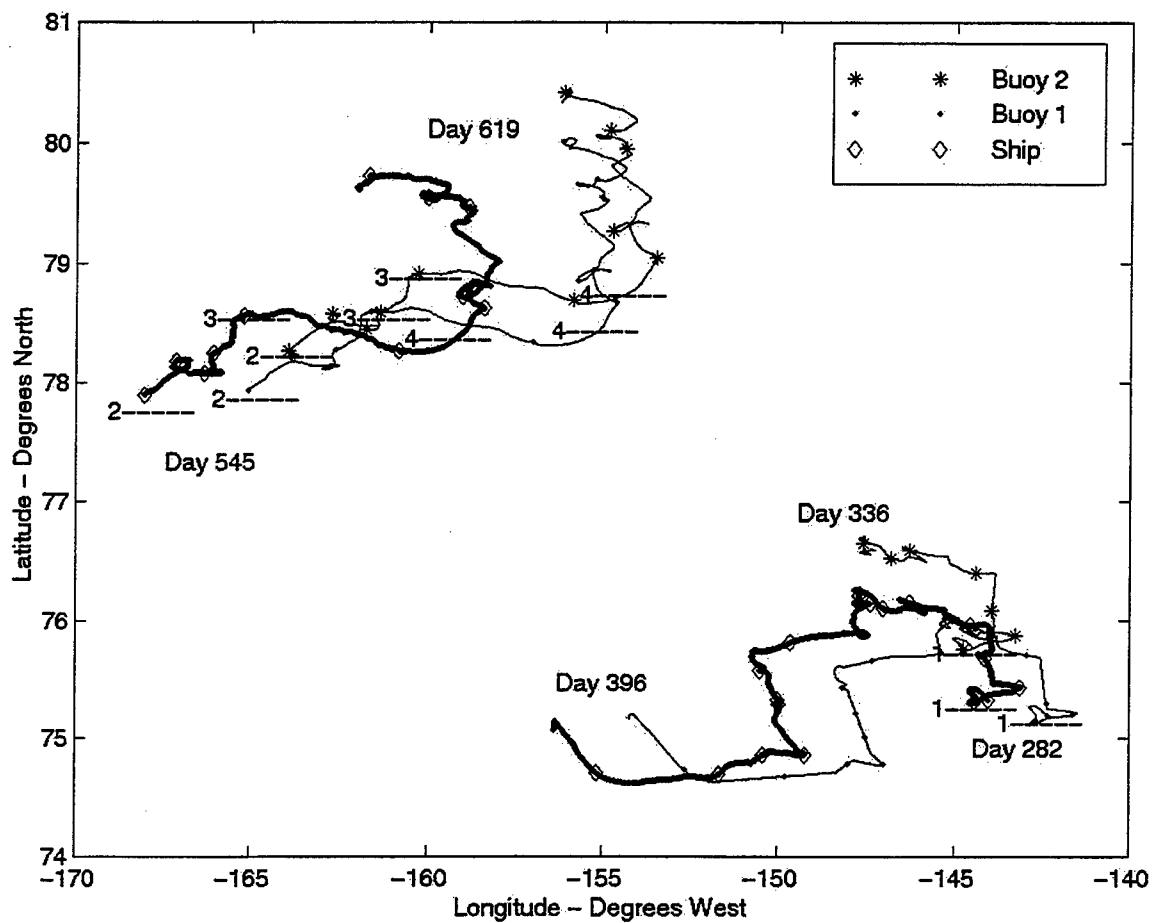 81
80
79
78
77
76
75
74
Latitude – Degrees North
Buoy 2
Buoy 1
Ship
Day 619
3
3
3
4
4
4
2
2
2
Day 545
Day 336
1
Day 396
1
1
Day 282
−170
−165
−160
−155
−150
−145
−140
Longitude – Degrees West